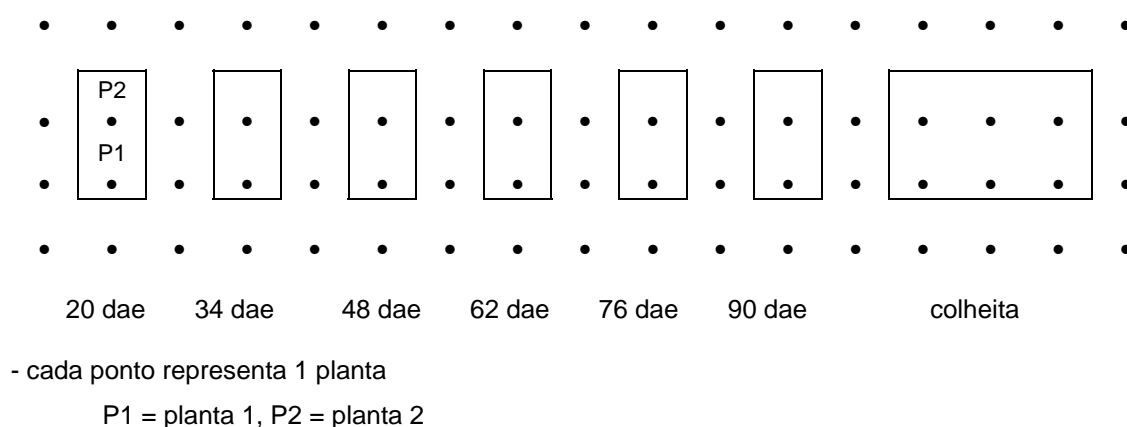 P2
P1
20 dae 34 dae 48 dae 62 dae 76 dae 90 dae colheita
- cada ponto representa 1 planta
P1 = planta 1, P2 = planta 2